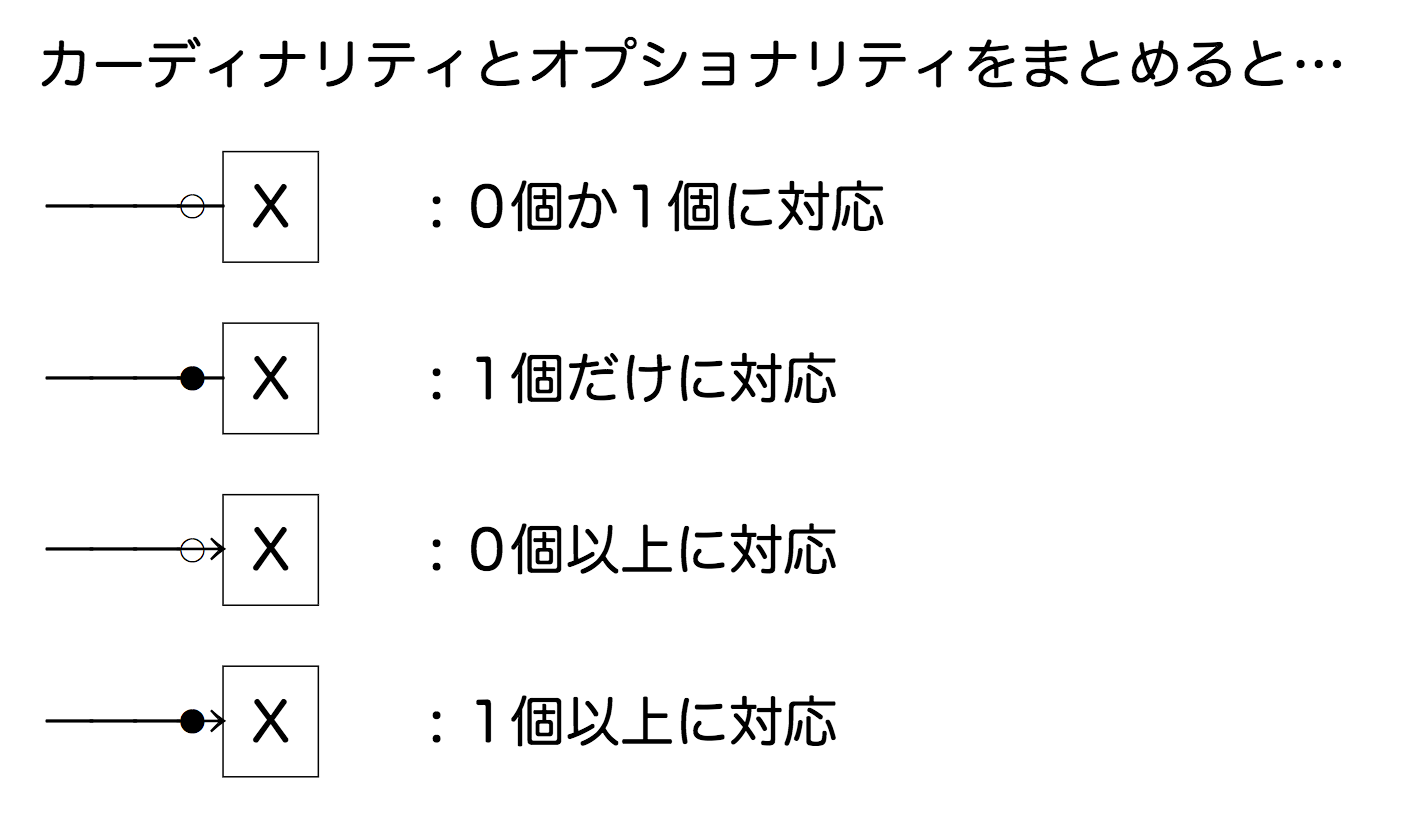 カーディナリティとオプショナリティをまとめると…
X : 0個か1個に対応
X : 1個だけに対応
X : 0個以上に対応
X : 1個以上に対応